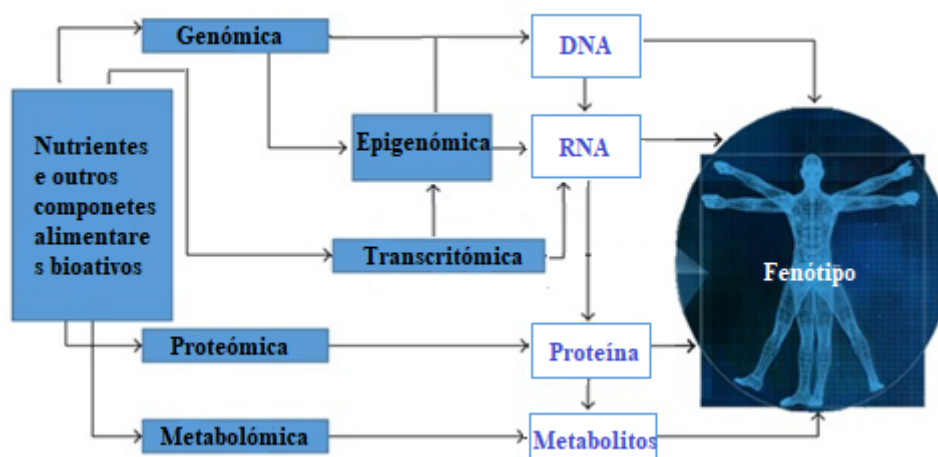 Genómica
DNA
Nutrientes
e outros
componetes
alimentare
s bioativos
Epigenómica
RNA
Transcritómica
Fenótipo
Proteómica
Proteína
Metabolómica
Metabolitos